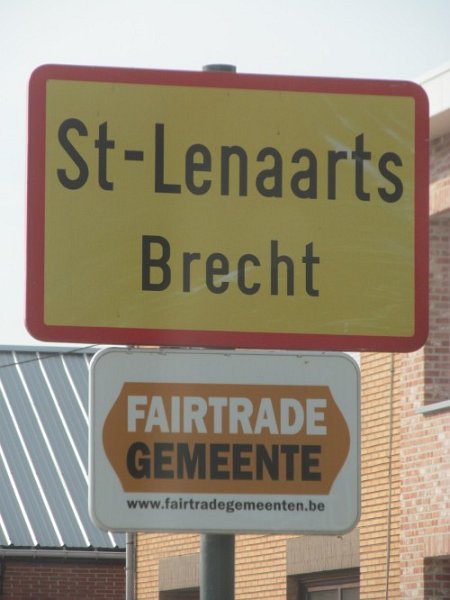 St-Lenaarts
Brecht
FAIRTRADE
GEMEENTE
www.fairtradegemeenten.be